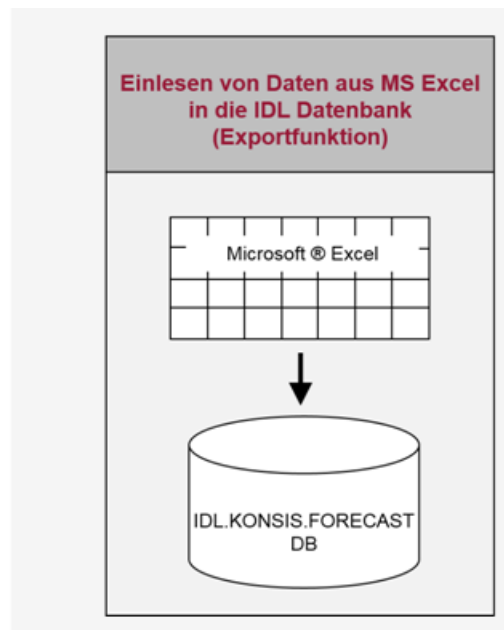 Einlesen von Daten aus MS Excel
in die IDL Datenbank
(Exportfunktion)
Microsoft ® Excel
IDL.KONSIS.FORECAST
DB